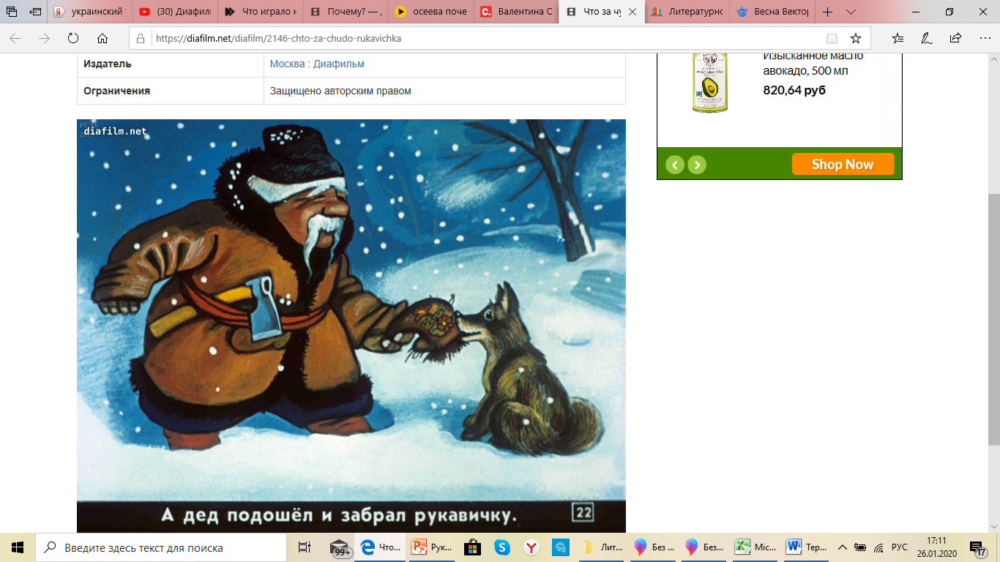 украинский
(30) Диафил
Что играло н
Почему? — 
осеева поче
Валентина О
Что за чу
Литературно
Весна Вектор
https://diafilm.net/diafilm/2146-chto-za-chudo-rukavichka
Издатель
Москва : Диафильм
Ограничения
Защищено авторским правом
Изысканное масло
авокадо, 500 мл
820,64 руб
Shop Now
diafilm.net
А дед подошёл и забрал рукавичку.
22
Введите здесь текст для поиска
99+
Что...
Рук...
Лит...
Без ...
Без...
Mic...
Тер...
РУС
17:11
26.01.2020
17